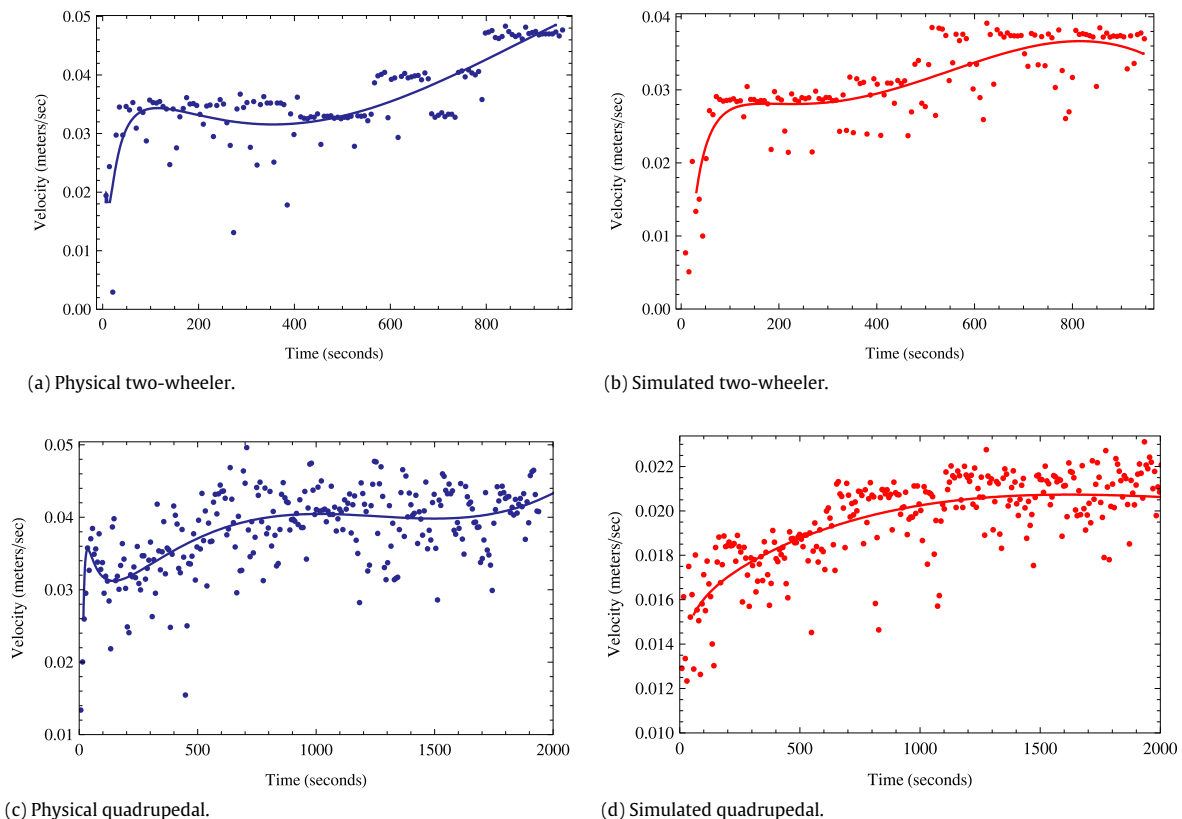 0.05
0.04
0.03
0.02
0.01
0.00
Velocity (meters/sec)
0 200 400 600 800
Time (seconds)
(a) Physical two-wheeler.
0.04
0.03
0.02
0.01
0.00
Velocity (meters/sec)
0 200 400 600 800
Time (seconds)
(b) Simulated two-wheeler.
0.05
0.04
0.03
0.02
0.01
Velocity (meters/sec)
0 500 1000 1500 2000
Time (seconds)
(c) Physical quadrupedal.
0.022
0.020
0.018
0.016
0.014
0.012
0.010
Velocity (meters/sec)
0 500 1000 1500 2000
Time (seconds)
(d) Simulated quadrupedal.